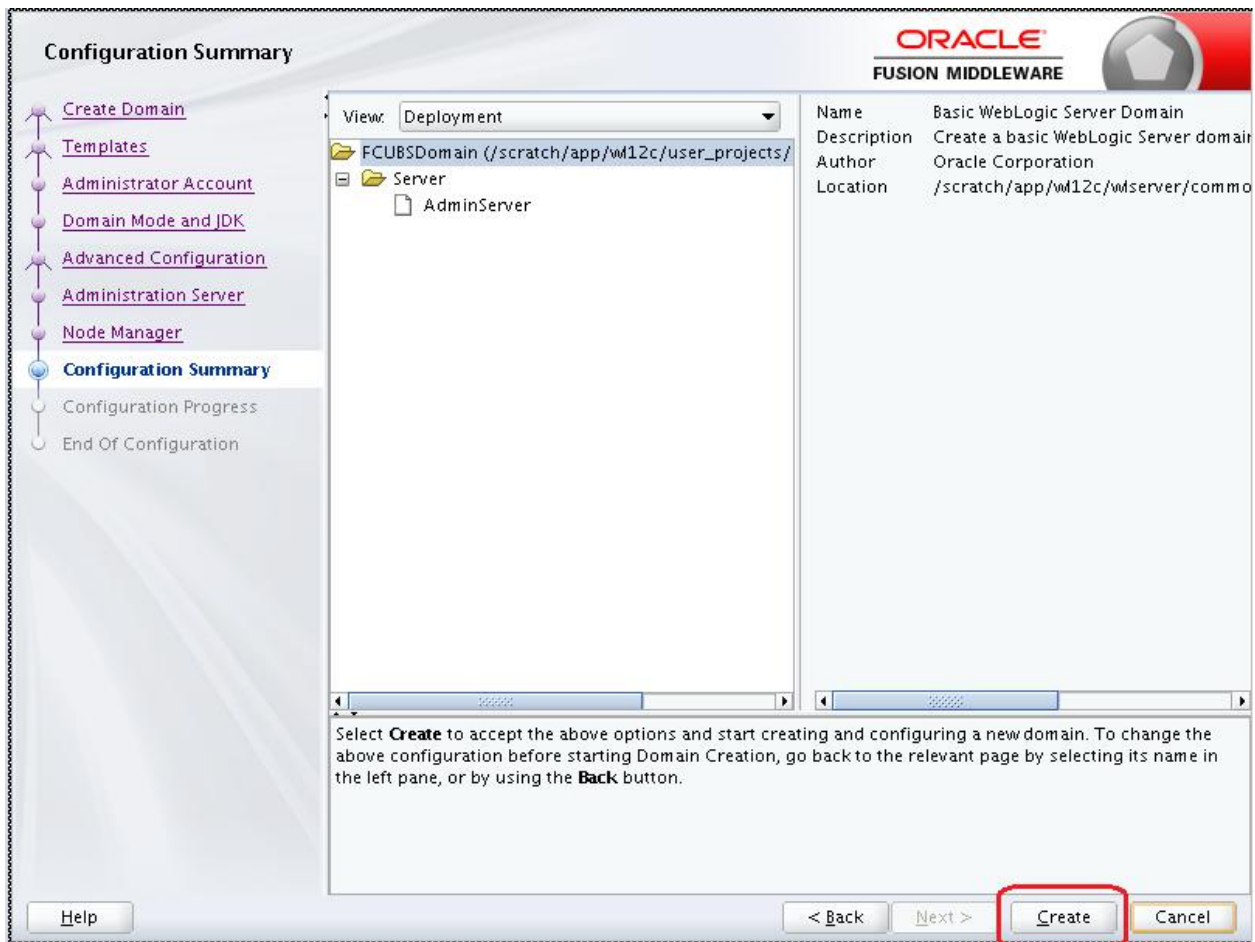 Configuration Summary
ORACLE
FUSION MIDDLEWARE
Create Domain
Templates
Administrator Account
Domain Mode and JDK
Advanced Configuration
Administration Server
Node Manager
Configuration Summary
Configuration Progress
End Of Configuration
View: Deployment
FCUBSDomain (/scratch/app/wl12c/user_projects/
Server
AdminServer
Name Basic WebLogic Server Domain
Description Create a basic WebLogic Server domain
Author Oracle Corporation
Location /scratch/app/wl12c/wlserver/commo
Select Create to accept the above options and start creating and configuring a new domain. To change the
above configuration before starting Domain Creation, go back to the relevant page by selecting its name in
the left pane, or by using the Back button.
Help
< Back
Next >
Create
Cancel